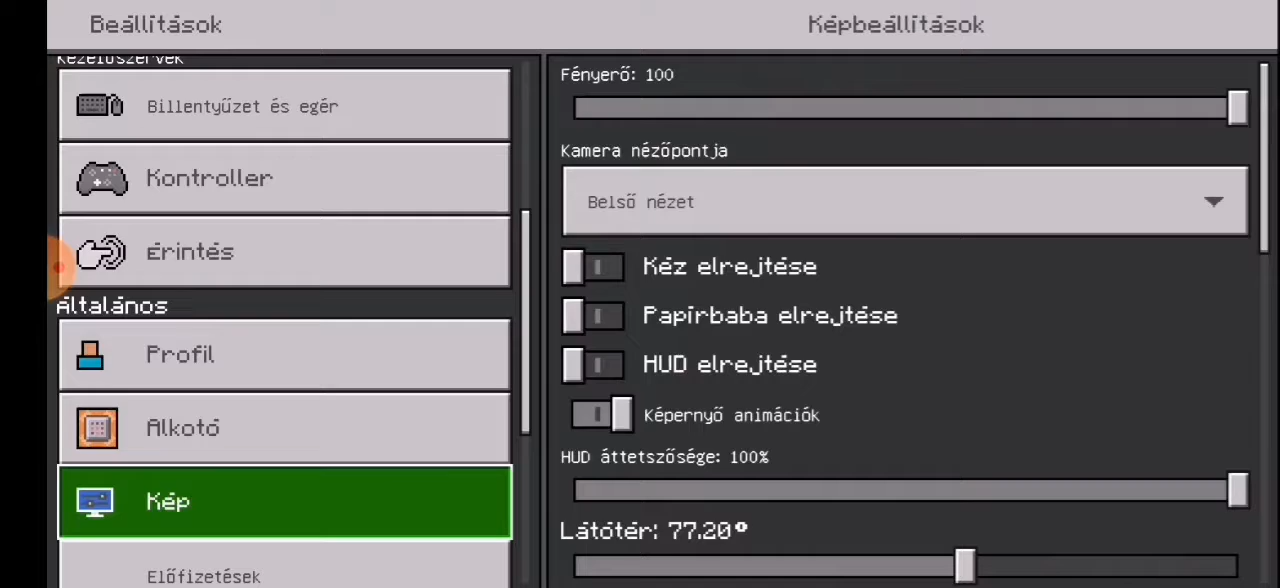 Beállítások
Képbeállítások
Kezelőszervek
Billentyűzet és egér
Kontroller
Érintés
Általános
Profil
Alkotó
Kép
Előfizetések
Fényerő: 100
Kamera nézőpontja
Belső nézet
Kéz elrejtése
Papírbaba elrejtése
HUD elrejtése
Képernyő animációk
HUD áttetszősége: 100%
Látótér: 77.20°